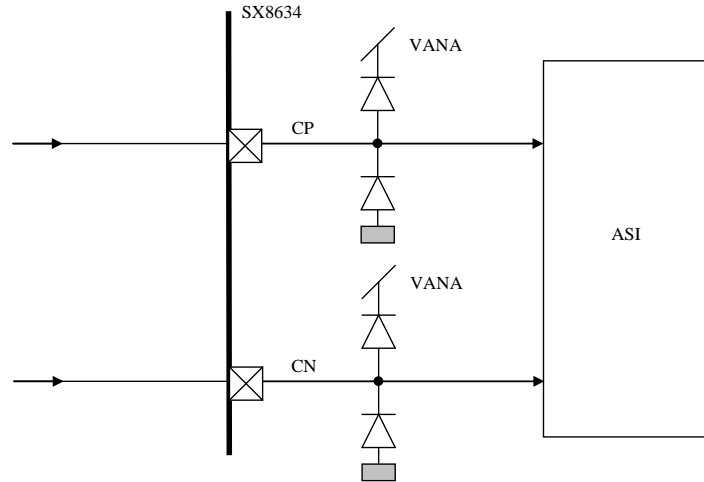 SX8634
VANA
CP
ASI
VANA
CN